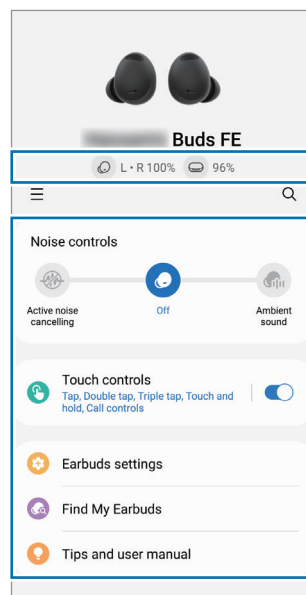 Buds FE
L • R 100% 96%
Noise controls
Active noise
cancelling
Off
Ambient
sound
Touch controls
Tap, Double tap, Triple tap, Touch and
hold, Call controls
Earbuds settings
Find My Earbuds
Tips and user manual